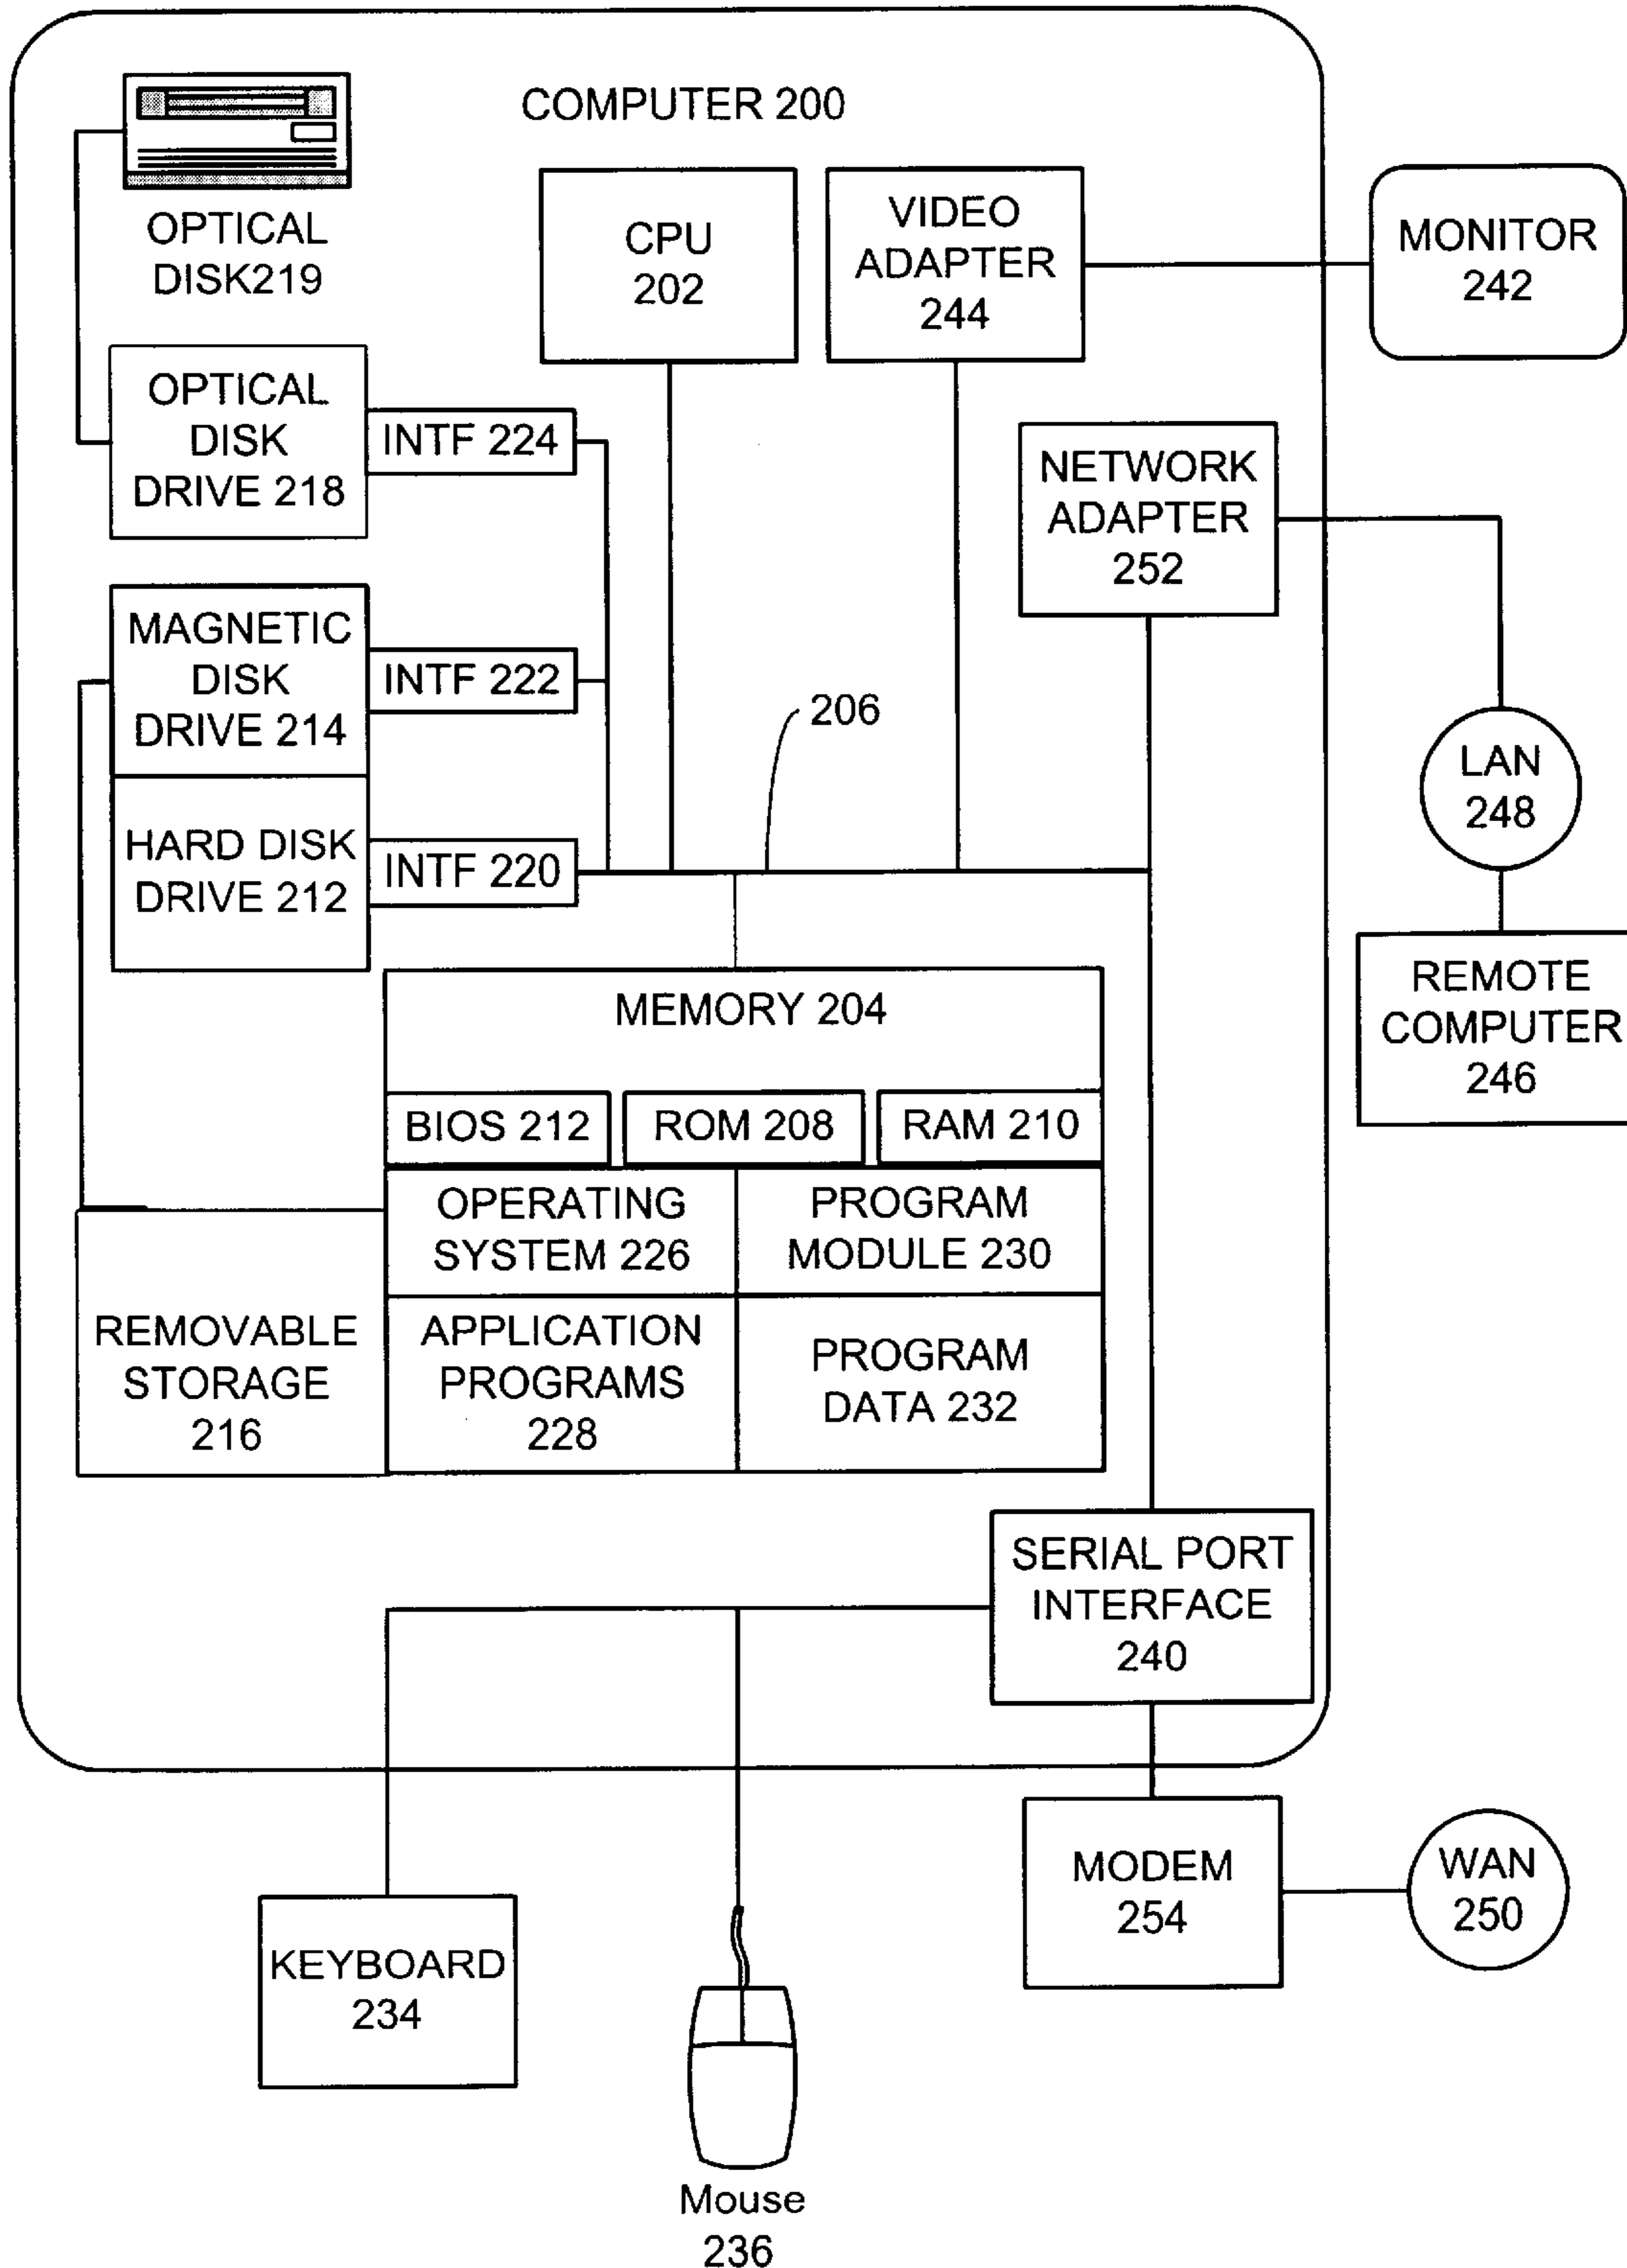 COMPUTER 200
OPTICAL
DISK219
CPU
202
VIDEO
ADAPTER
244
MONITOR
242
OPTICAL
DISK
DRIVE 218
INTF 224
NETWORK
ADAPTER
252
MAGNETIC
DISK
DRIVE 214
INTF 222
206
LAN
248
HARD DISK
DRIVE 212
INTF 220
REMOTE
COMPUTER
246
MEMORY 204
BIOS 212
ROM 208
RAM 210
OPERATING
SYSTEM 226
PROGRAM
MODULE 230
REMOVABLE
STORAGE
216
APPLICATION
PROGRAMS
228
PROGRAM
DATA 232
SERIAL PORT
INTERFACE
240
MODEM
254
WAN
250
KEYBOARD
234
Mouse
236